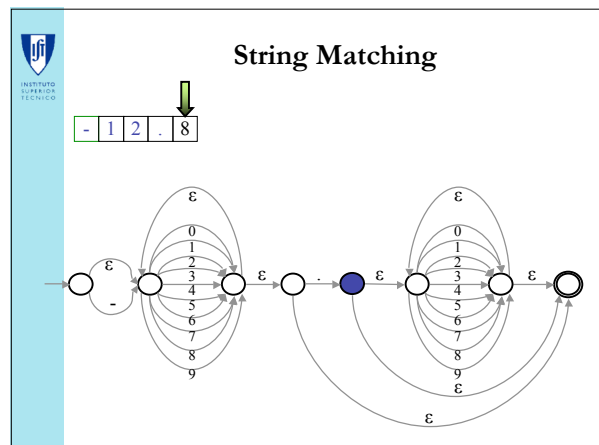 String Matching
INSTITUTO
SUPERIOR
TÉCNICO
- 1 2 . 8
ε
0
1
2
3
4
5
6
7
8
9
ε
-
ε
.
ε
ε
0
1
2
3
4
5
6
7
8
9
ε
ε
ε